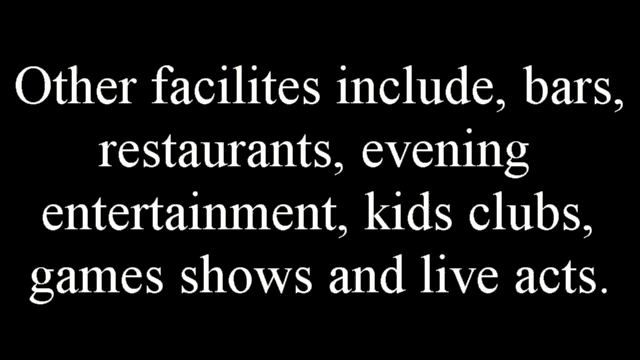 Other facilites include, bars,
restaurants, evening
entertainment, kids clubs,
games shows and live acts.